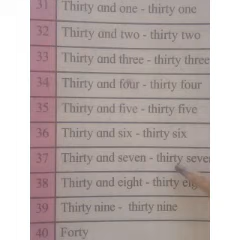 31 Thirty and one - thirty one
32 Thirty and two - thirty two
33 Thirty and three - thirty three
34 Thirty and four - thirty four
35 Thirty and five - thirty five
36 Thirty and six - thirty six
37 Thirty and seven - thirty seven
38 Thirty and eight - thirty
39 Thirty nine - thirty nine
40 Forty